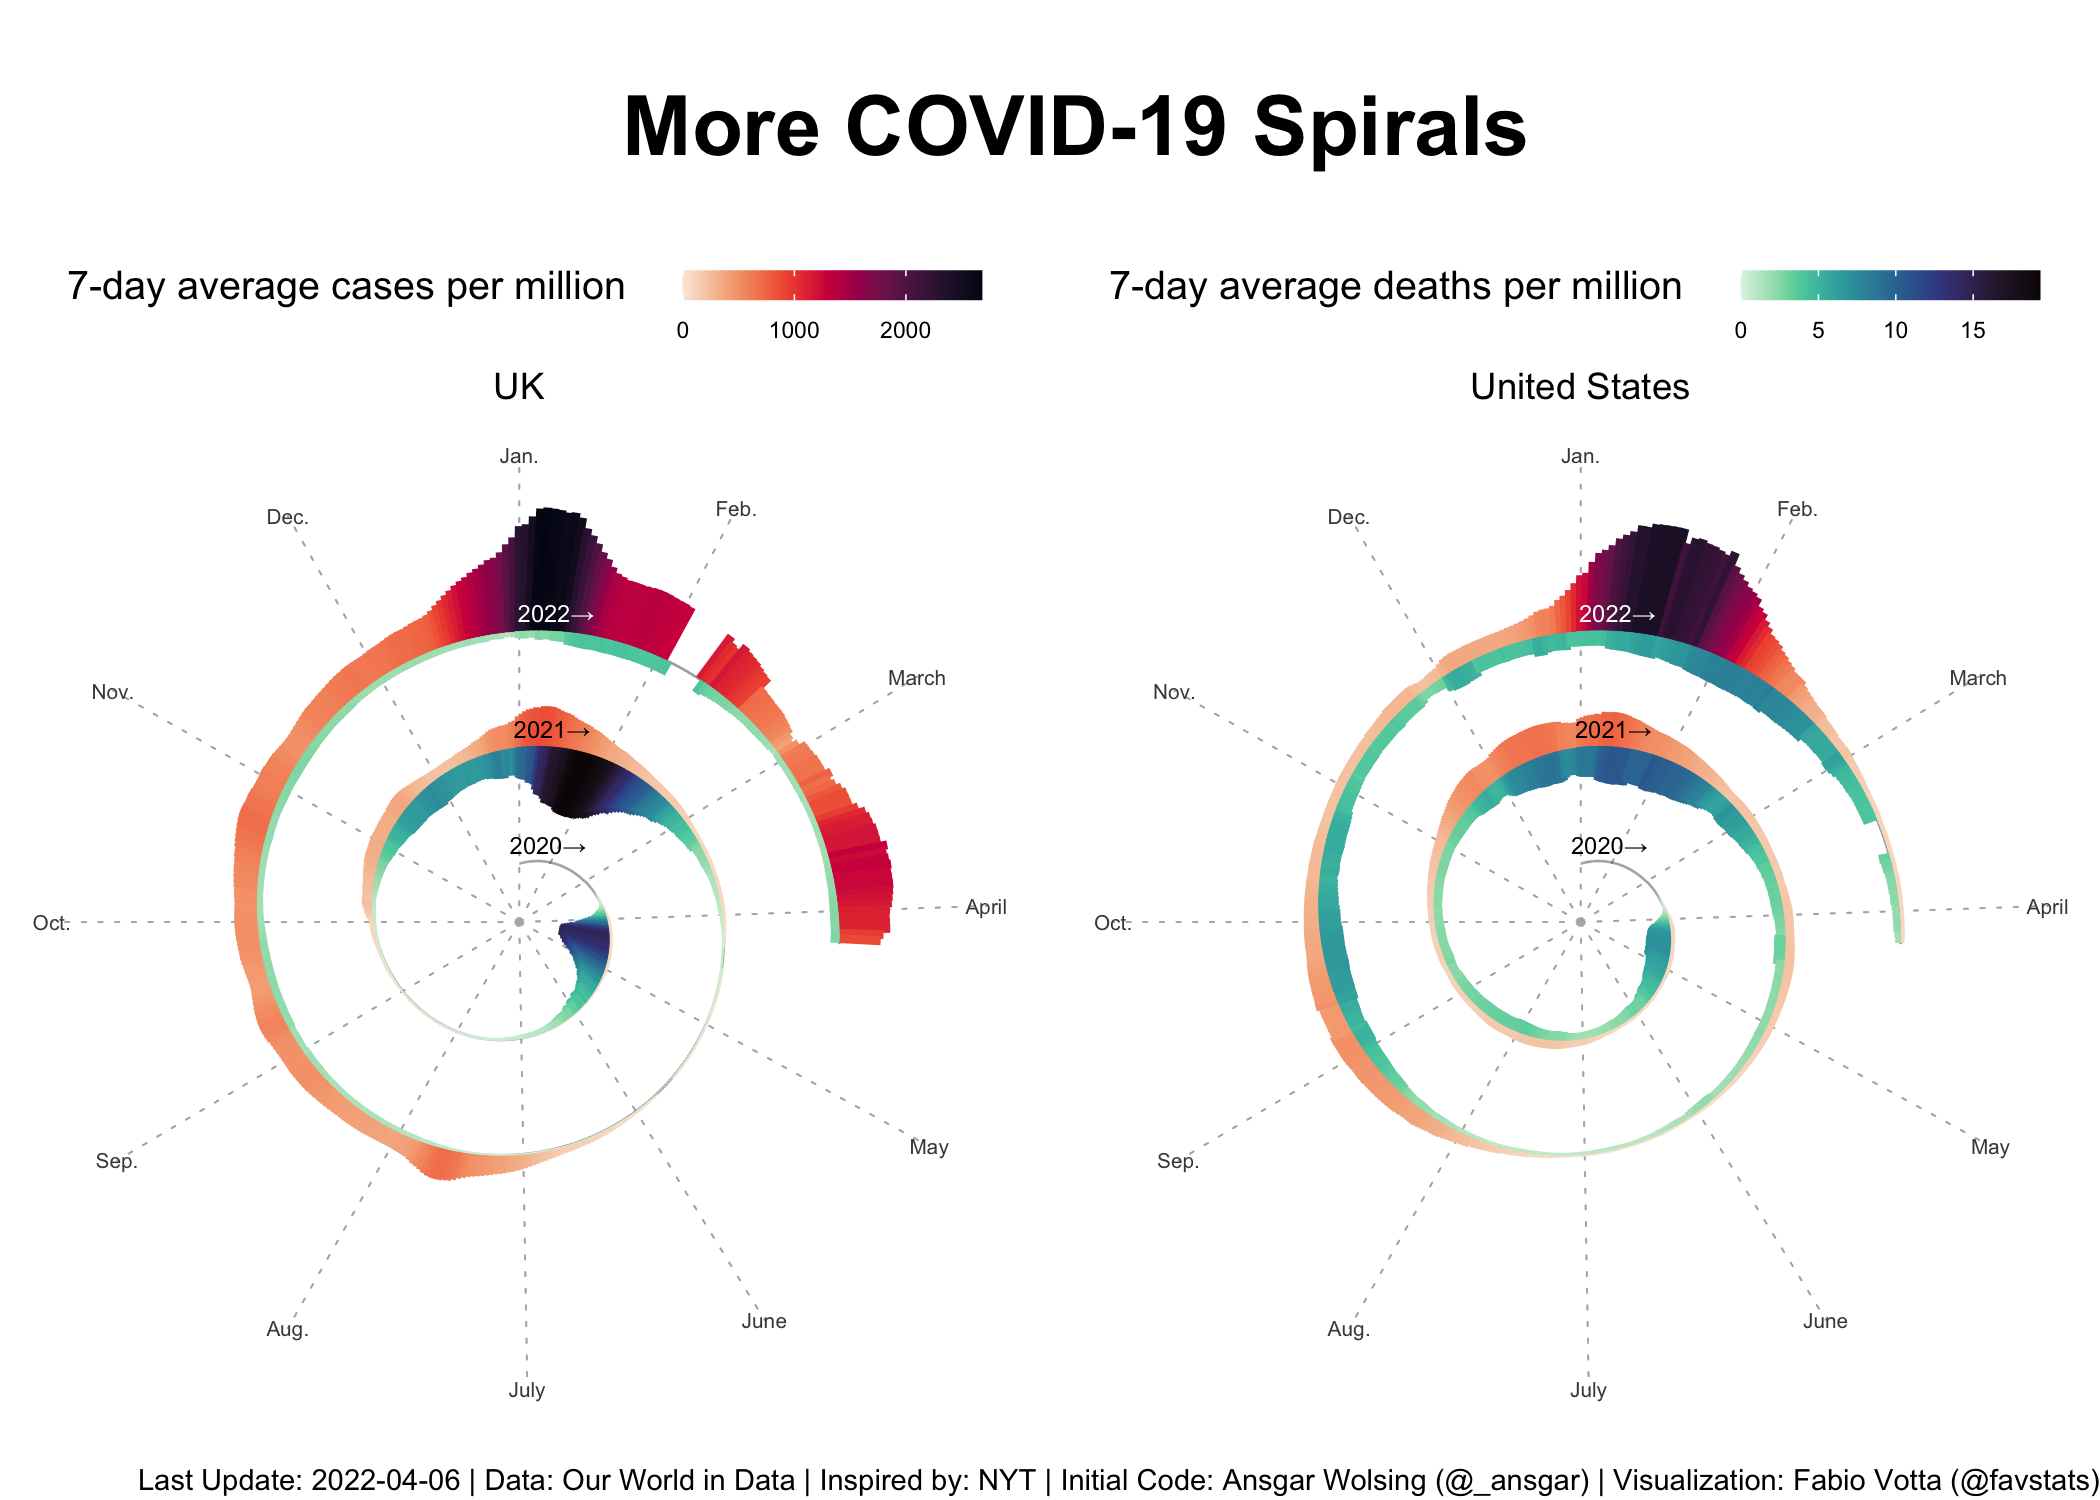 More COVID-19 Spirals
7-day average cases per million
0 1000 2000
7-day average deaths per million
0 5 10 15
UK
Jan.
Feb.
March
April
May
June
July
Aug.
Sep.
Oct.
Nov.
Dec.
2022→
2021→
2020→
United States
Jan.
Feb.
March
April
May
June
July
Aug.
Sep.
Oct.
Nov.
Dec.
2022→
2021→
2020→
Last Update: 2022-04-06 | Data: Our World in Data | Inspired by: NYT | Initial Code: Ansgar Wolsing (@_ansgar) | Visualization: Fabio Votta (@favstats)